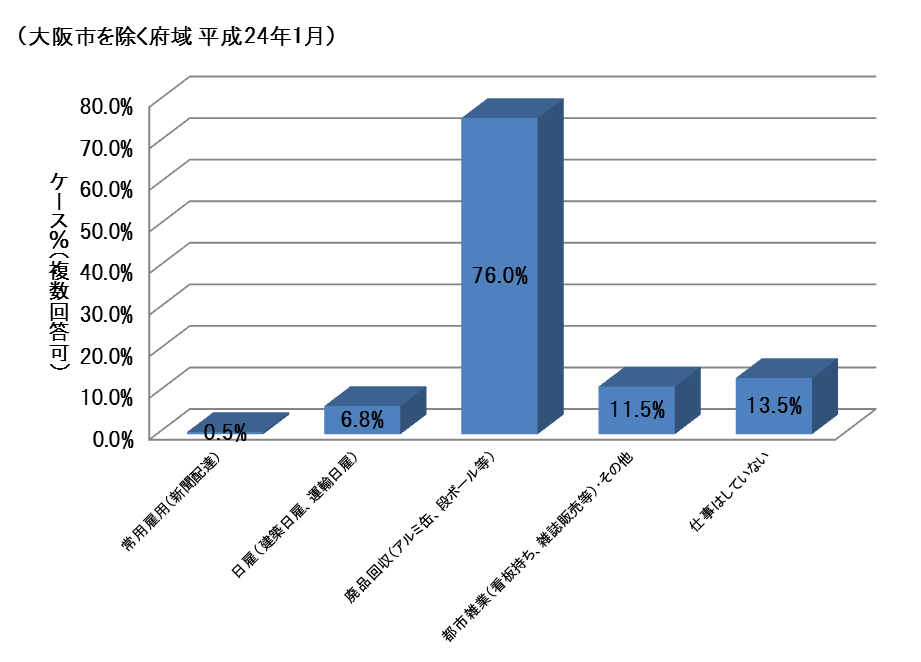 （大阪市を除く府域 平成24年1月）
80.0%
70.0%
60.0%
50.0%
40.0%
30.0%
20.0%
10.0%
0.0%
ケース％（複数回答可）
0.5%
6.8%
76.0%
11.5%
13.5%
常用雇用（新聞配達）
日雇（建築日雇、運輸日雇）
廃品回収（アルミ缶、段ボール等）
都市雑業（看板持ち、雑誌販売等）・その他
仕事はしていない